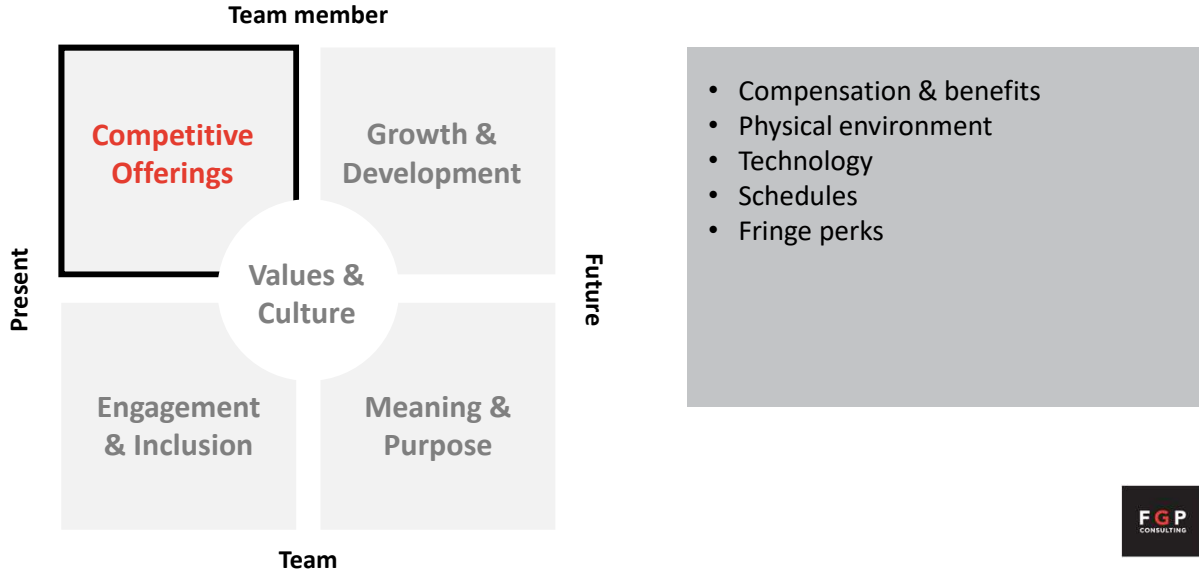 Team member
Competitive
Offerings
Growth &
Development
Present
Values &
Culture
Future
Engagement
& Inclusion
Meaning &
Purpose
Team
• Compensation & benefits
• Physical environment
• Technology
• Schedules
• Fringe perks
FGP
CONSULTING